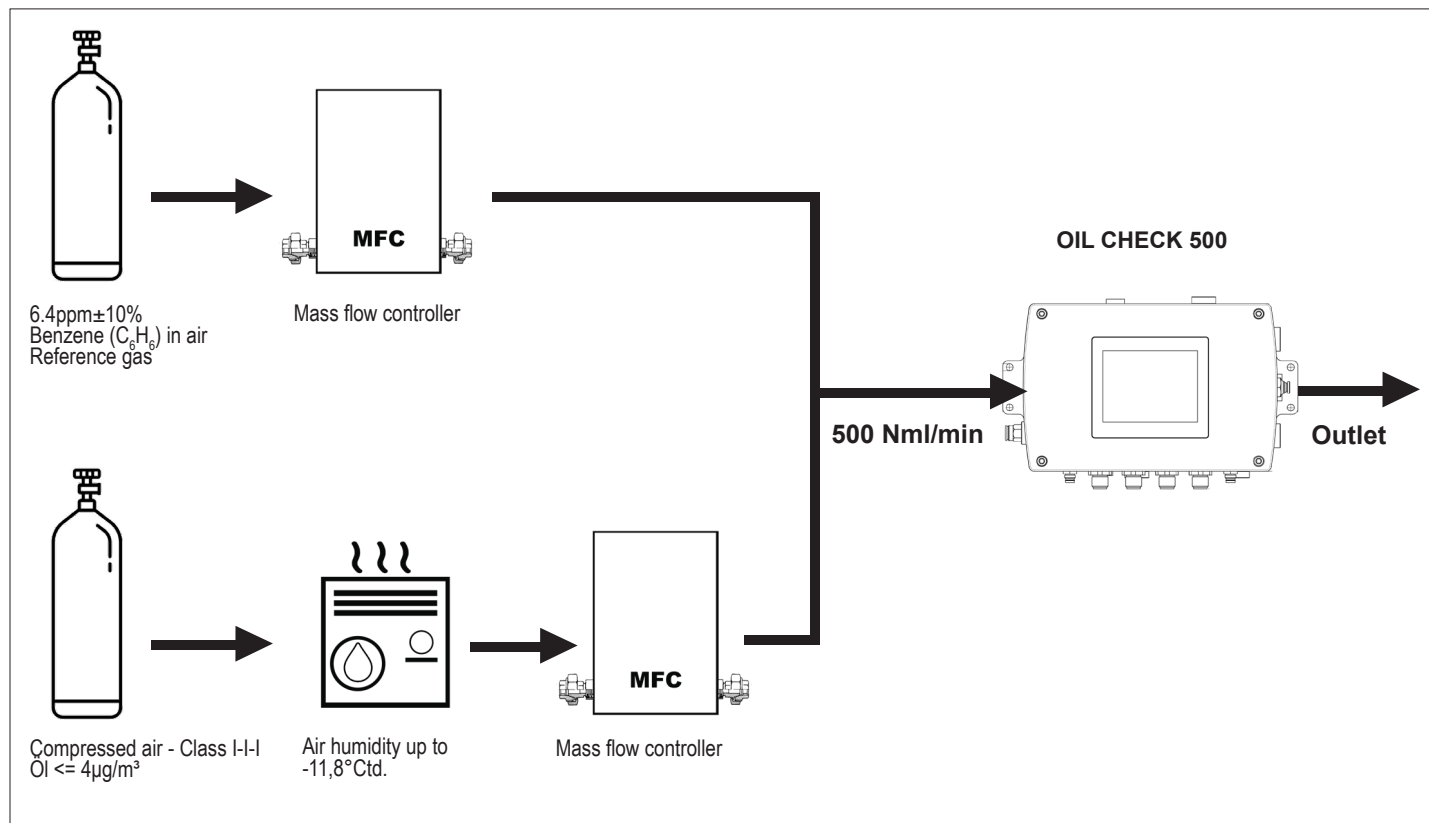 MFC
6.4ppm±10%
Benzene (C₆H₆) in air
Reference gas
Mass flow controller
OIL CHECK 500
500 Nml/min
Outlet
MFC
Compressed air - Class I-I-I
Öl <= 4µg/m³
Air humidity up to
-11,8°Ctd.
Mass flow controller